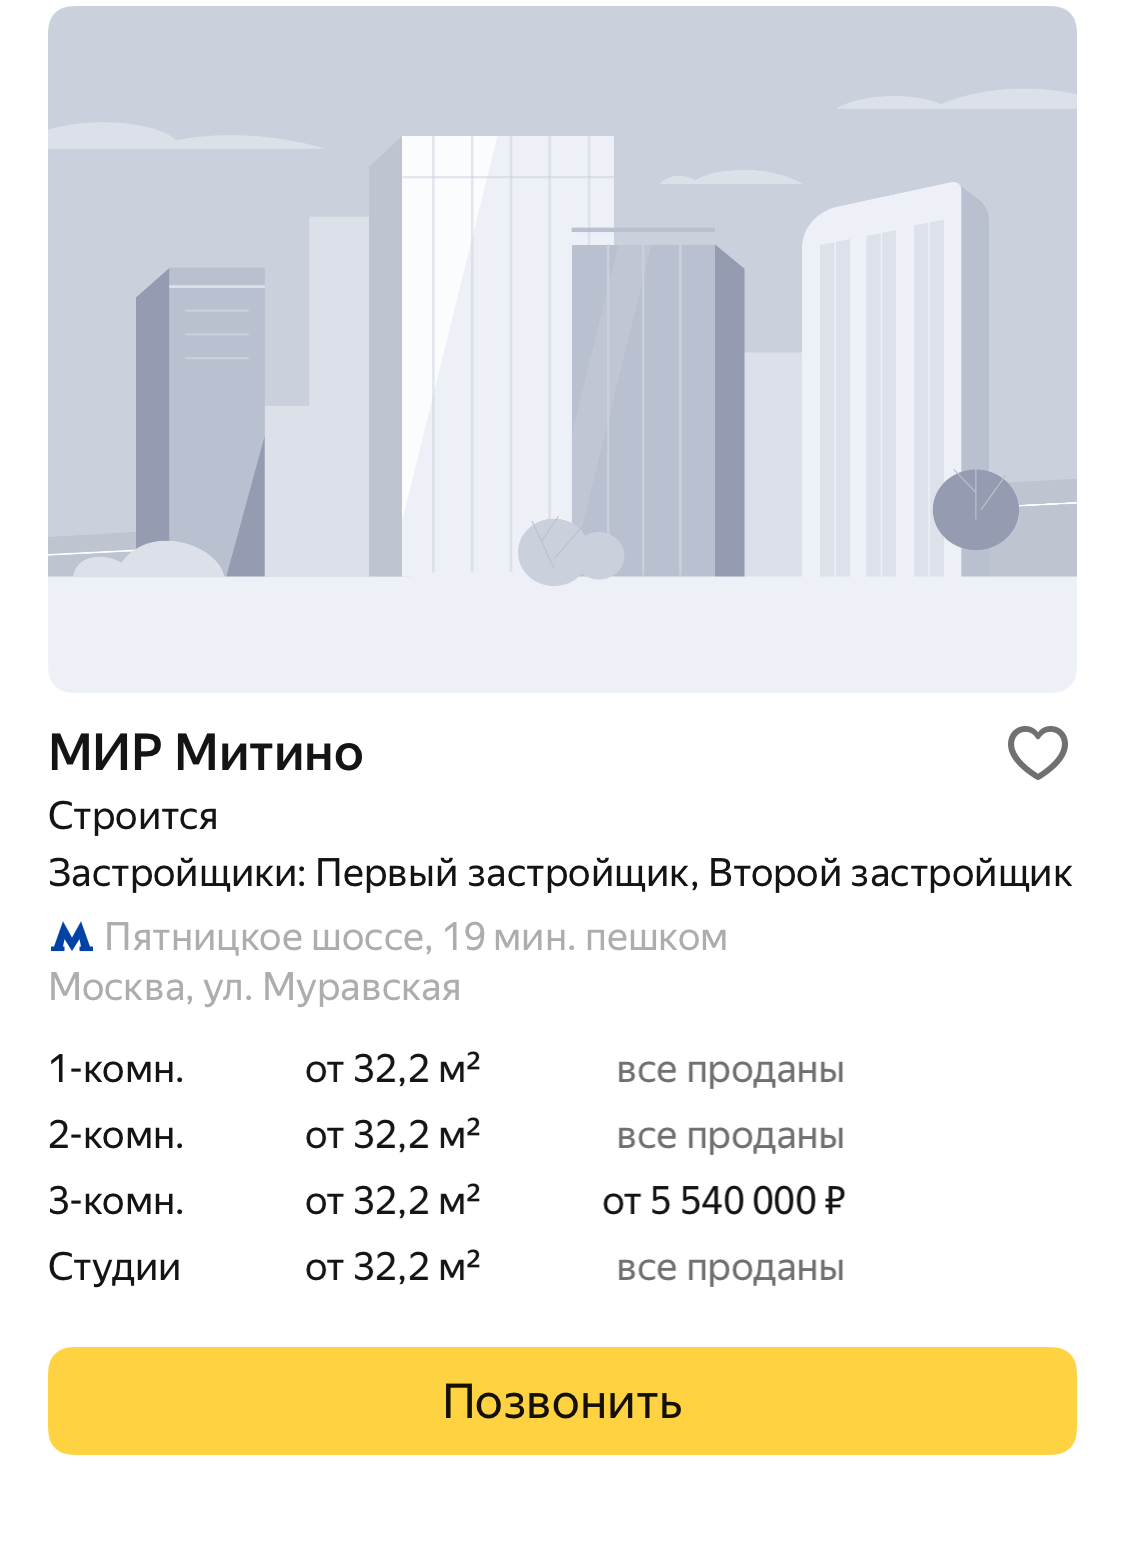 МИР Митино
Строится
Застройщики: Первый застройщик, Второй застройщик
Пятницкое шоссе, 19 мин. пешком
Москва, ул. Муравская
1-комн. от 32,2 м² все проданы
2-комн. от 32,2 м² все проданы
3-комн. от 32,2 м² от 5 540 000 ₽
Студии от 32,2 м² все проданы
Позвонить